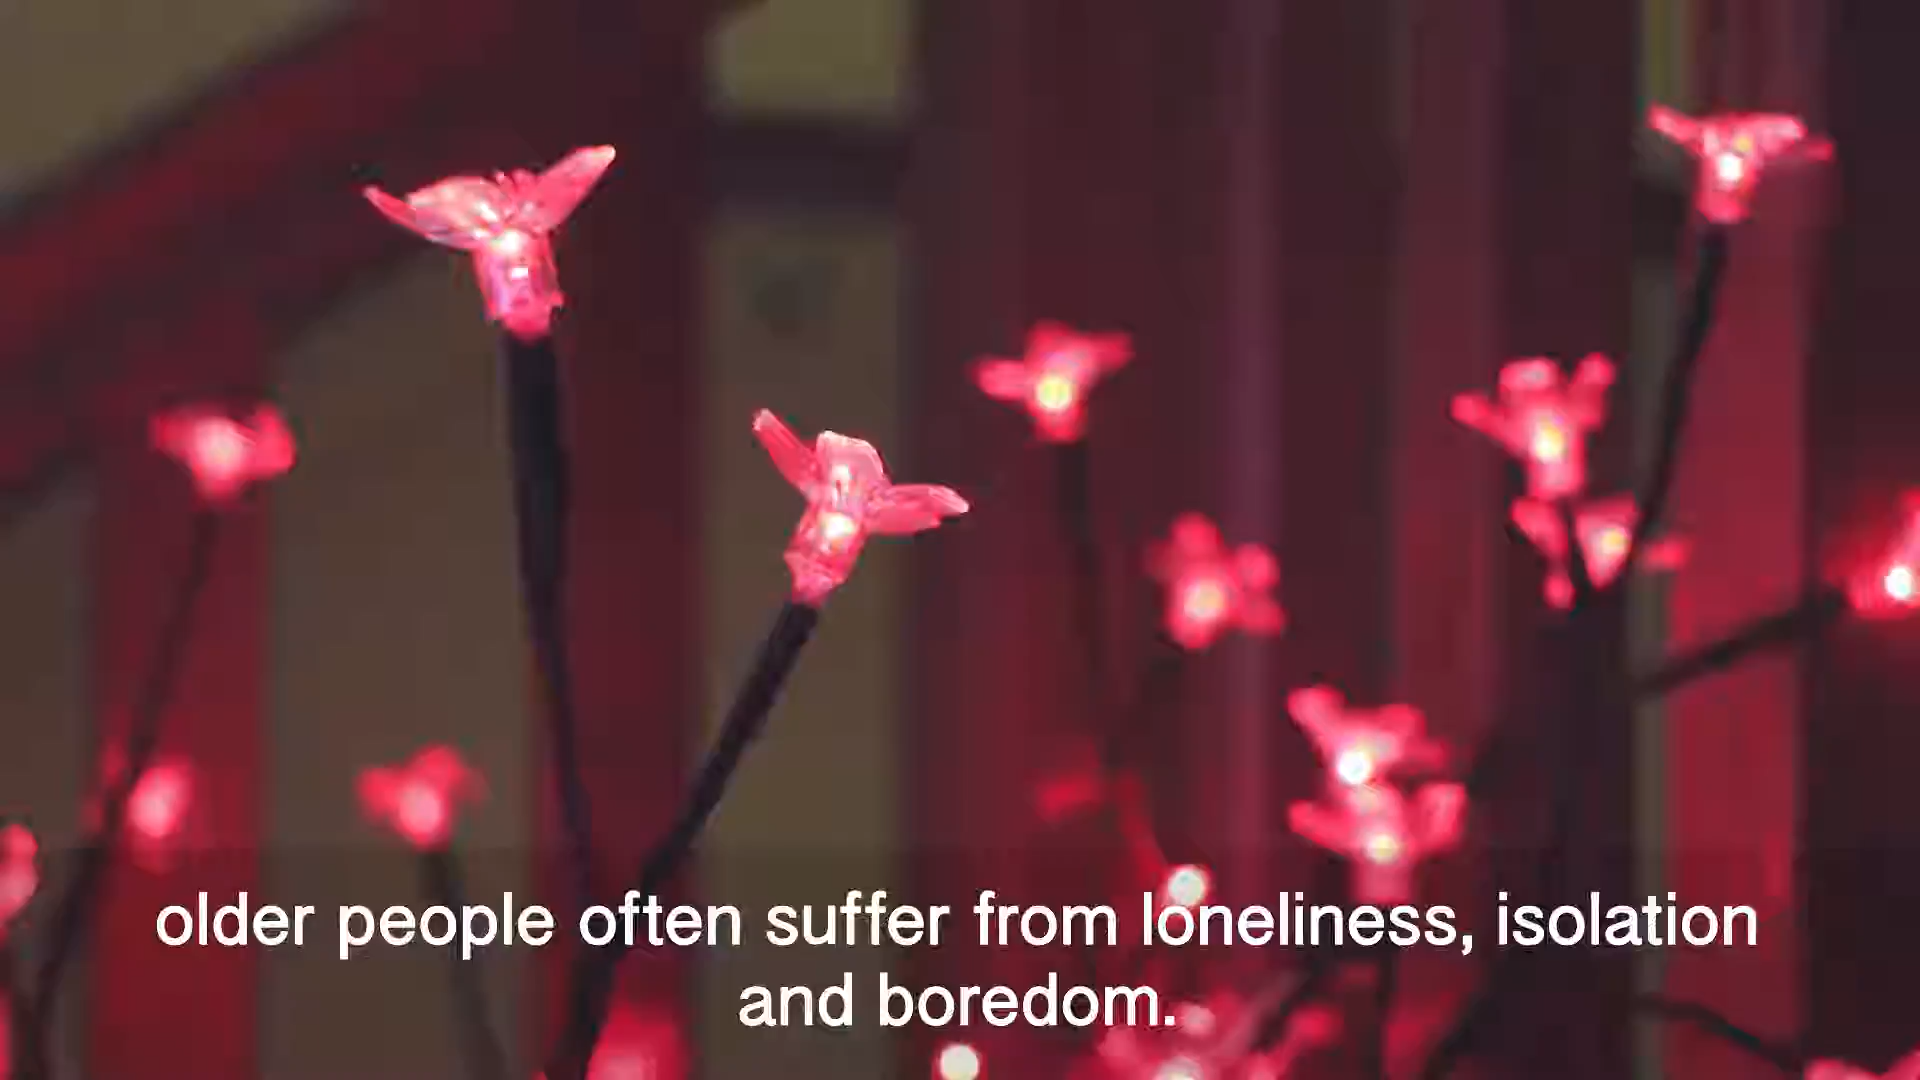 older people often suffer from loneliness, isolation
and boredom.